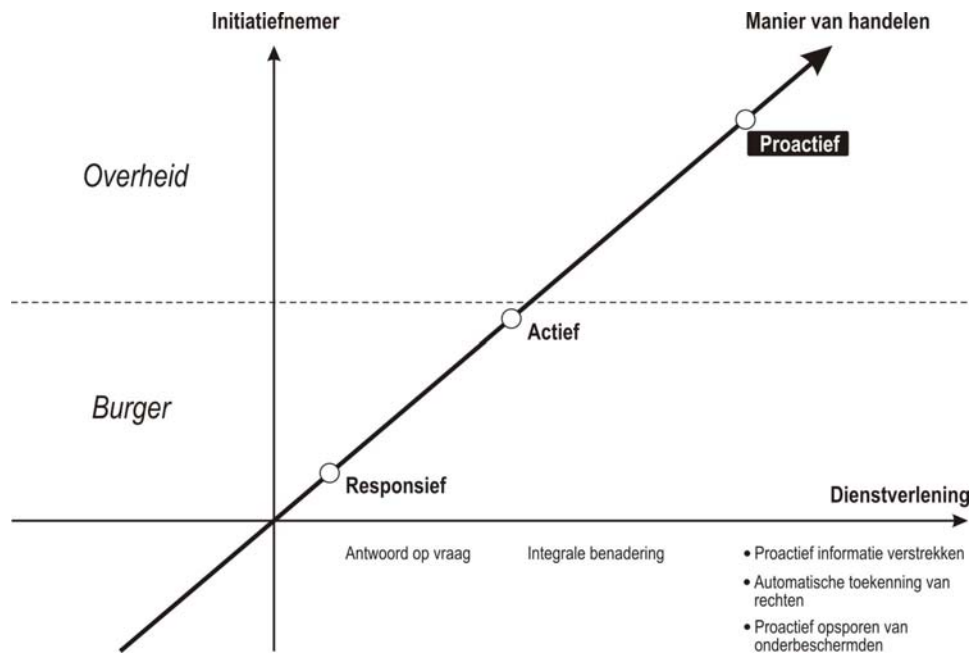 Initiatiefnemer
Manier van handelen
Proactief
Overheid
Actief
Burger
Responsief
Dienstverlening
Antwoord op vraag
Integrale benadering
• Proactief informatie verstrekken
• Automatische toekenning van
rechten
• Proactief opsporen van
onderbeschermden